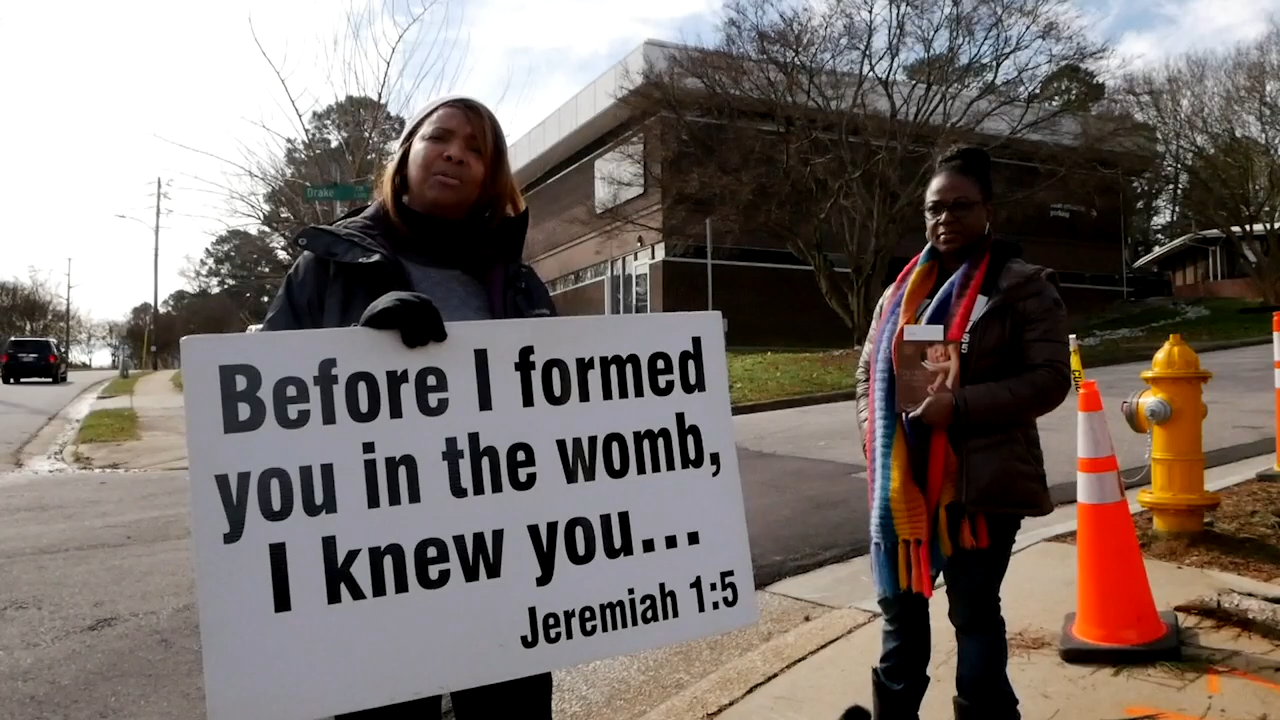 Drake
Before I formed
you in the womb,
I knew you...
Jeremiah 1:5